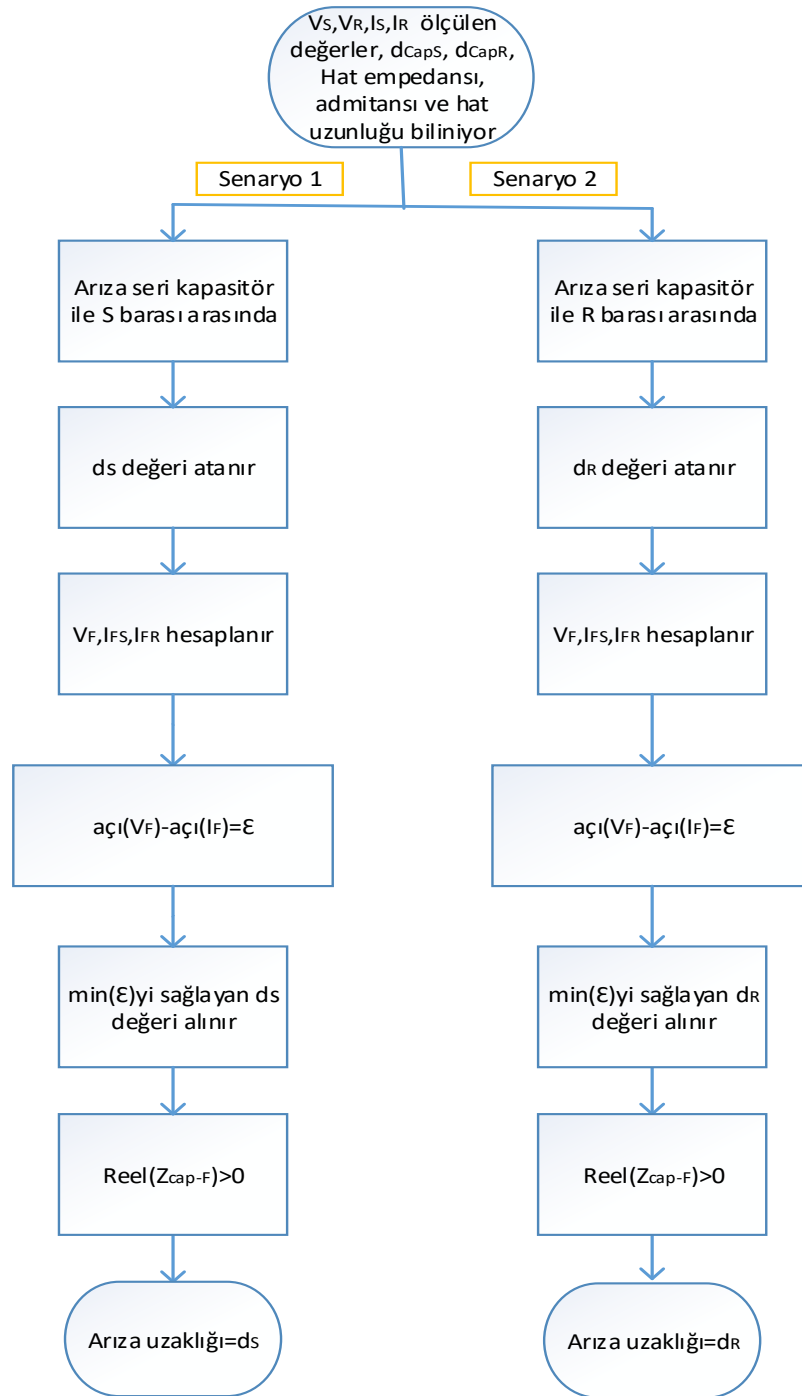 VS,VR,IS,IR ölçülen
değerler, dCapS, dCapR,
Hat empedansı,
admitansı ve hat
uzunluğu biliniyor
Senaryo 1
Senaryo 2
Arıza seri kapasitör
ile S barası arasında
Arıza seri kapasitör
ile R barası arasında
dS değeri atanır
dR değeri atanır
VF,IFS,IFR hesaplanır
VF,IFS,IFR hesaplanır
açı(VF)-açı(IF)=Ɛ
açı(VF)-açı(IF)=Ɛ
min(Ɛ)yi sağlayan dS
değeri alınır
min(Ɛ)yi sağlayan dR
değeri alınır
Reel(Zcap-F)>0
Reel(Zcap-F)>0
Arıza uzaklığı=dS
Arıza uzaklığı=dR